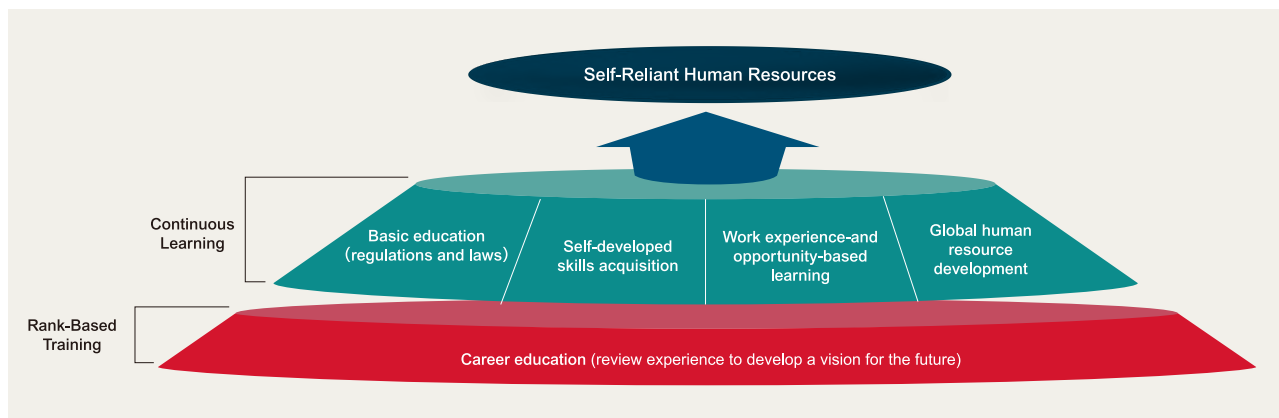 Self-Reliant Human Resources
Continuous
Learning
Basic education
(regulations and laws)
Self-developed
skills acquisition
Work experience-and
opportunity-based
learning
Global human
resource
development
Rank-Based
Training
Career education (review experience to develop a vision for the future)